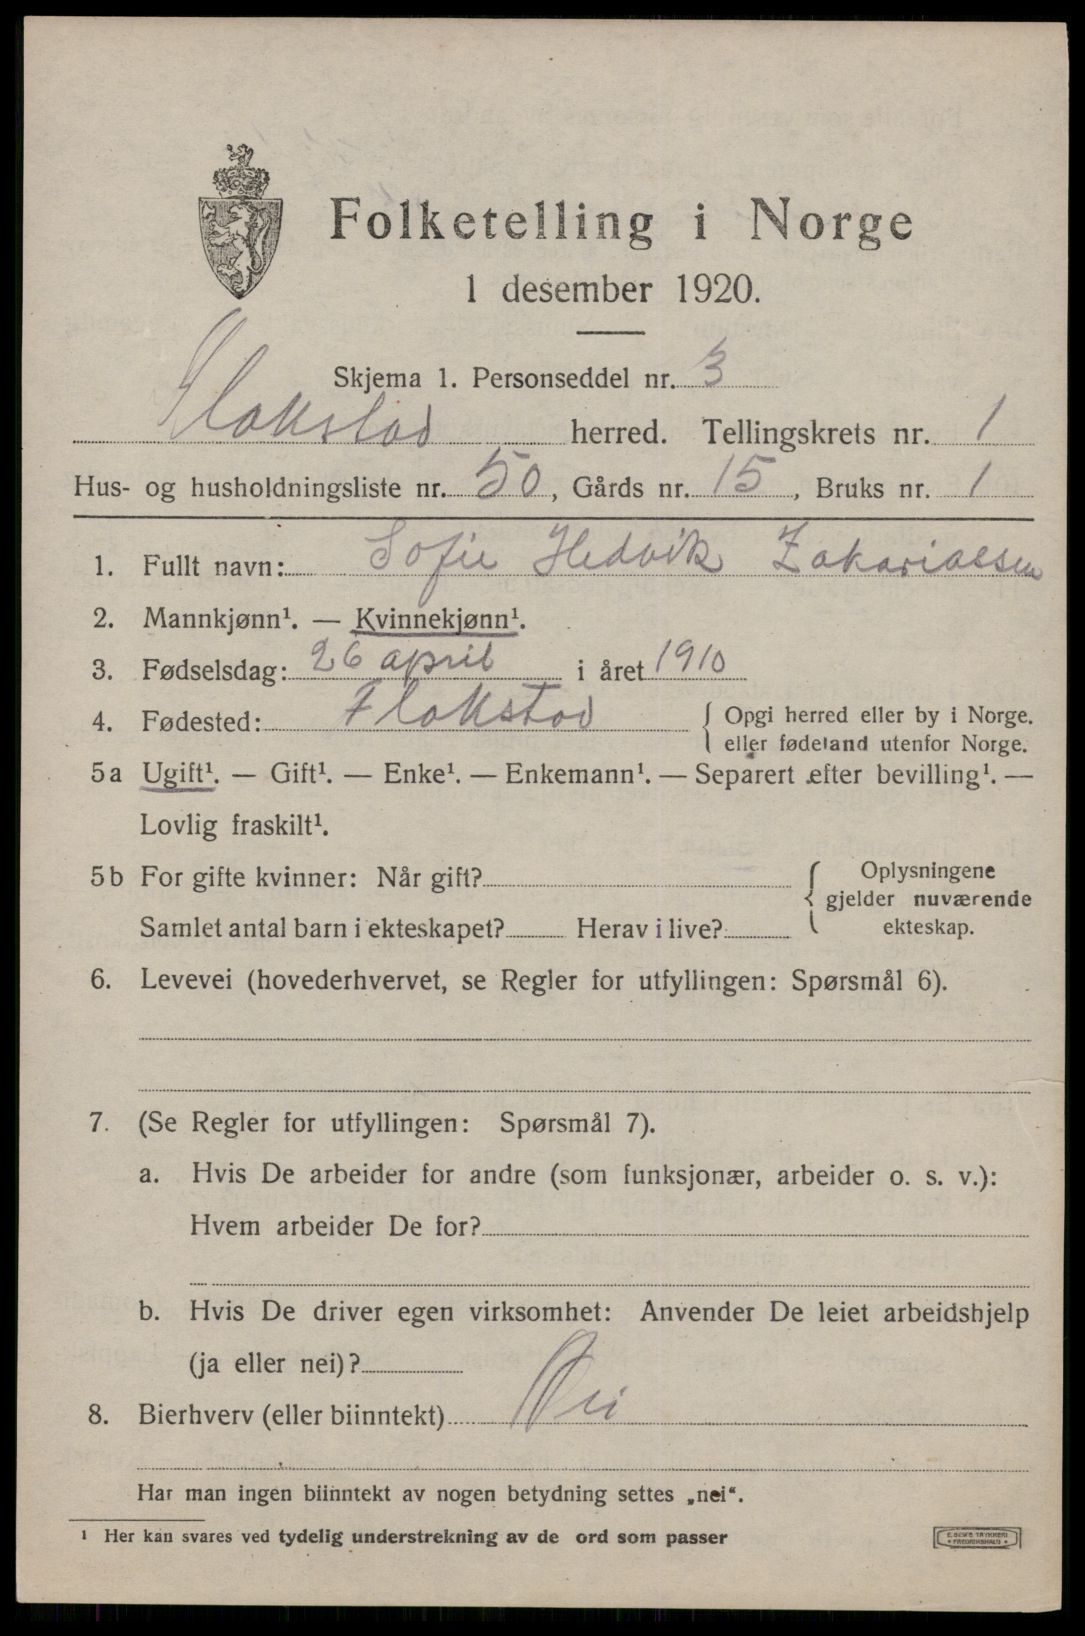 Folketelling i Norge
1 desember 1920.
Skjema 1. Personseddel nr. 3
Flakstad herred. Tellingskrets nr. 1
Hus- og husholdningsliste nr. 50, Gårds nr. 15, Bruks nr. 1
1. Fullt navn: Sofie Hedvik Zakariassen
2. Mannkjønn¹. — Kvinnekjønn¹.
3. Fødselsdag: 26 april i året 1910
4. Fødested: Flakstad { Opgi herred eller by i Norge.
eller fødeland utenfor Norge.
5a Ugift¹. — Gift¹. — Enke¹. — Enkemann¹. — Separert efter bevilling¹. —
Lovlig fraskilt¹.
5b For gifte kvinner: Når gift? { Oplysningene
gjelder nuværende
Samlet antal barn i ekteskapet? Herav i live? ekteskap.
6. Levevei (hovederhvervet, se Regler for utfyllingen: Spørsmål 6).
7. (Se Regler for utfyllingen: Spørsmål 7).
a. Hvis De arbeider for andre (som funksjonær, arbeider o. s. v.):
Hvem arbeider De for?
b. Hvis De driver egen virksomhet: Anvender De leiet arbeidshjelp
(ja eller nei)?
8. Bierhverv (eller biinntekt) Nei
Har man ingen biinntekt av nogen betydning settes „nei“.
¹ Her kan svares ved tydelig understrekning av de ord som passer
E. SEM'S TRYKKERI
FREDRIKSHALD